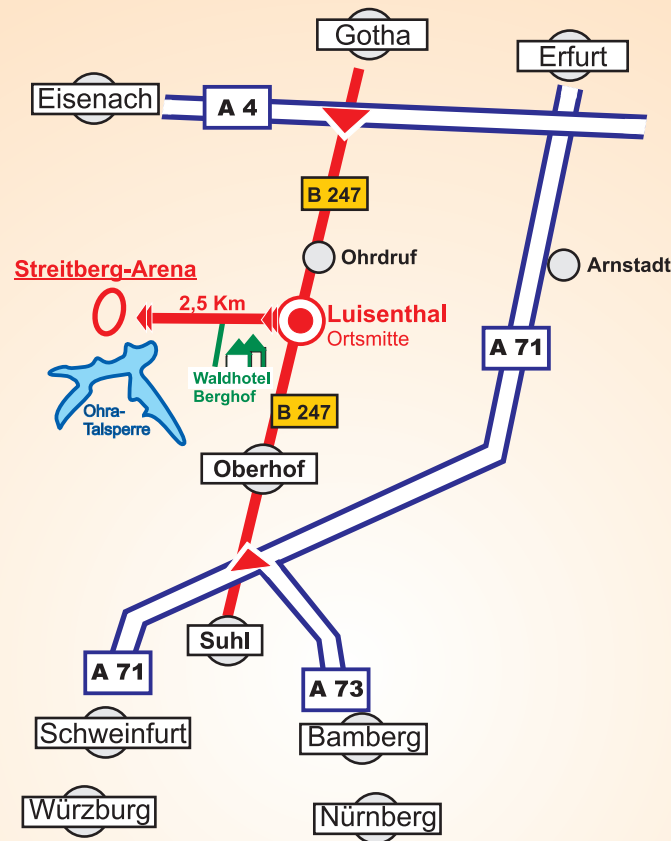 Gotha
Erfurt
Eisenach
A 4
B 247
Ohrdruf
Arnstadt
Streitberg-Arena
2,5 Km
Luisenthal
Ortsmitte
A 71
Waldhotel
Berghof
Ohra-
Talsperre
B 247
Oberhof
Suhl
A 71
A 73
Schweinfurt
Bamberg
Würzburg
Nürnberg